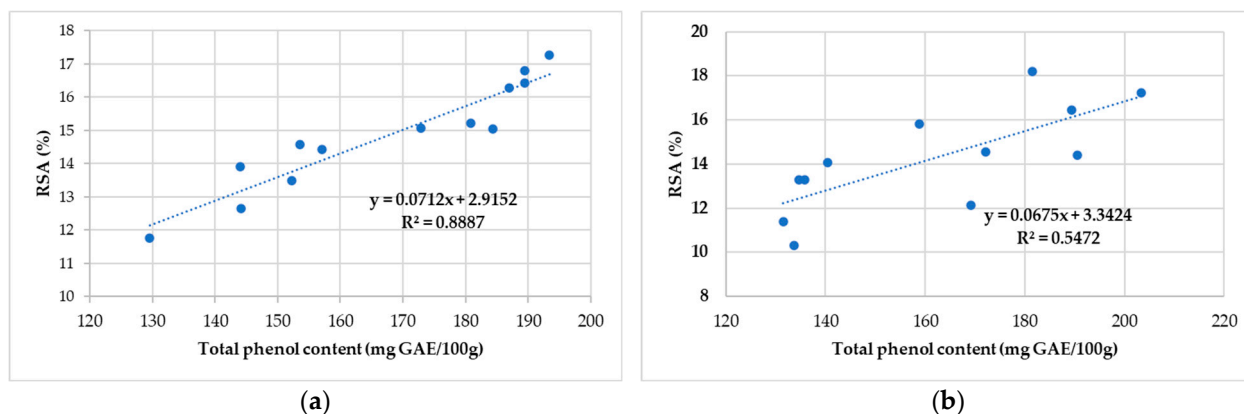 18
17
16
15
14
13
12
11
10
RSA (%)
y = 0.0712x + 2.9152
R² = 0.8887
120 130 140 150 160 170 180 190 200
Total phenol content (mg GAE/100g)
(a)
20
18
16
14
12
10
8
RSA (%)
y = 0.0675x + 3.3424
R² = 0.5472
120 140 160 180 200 220
Total phenol content (mg GAE/100g)
(b)